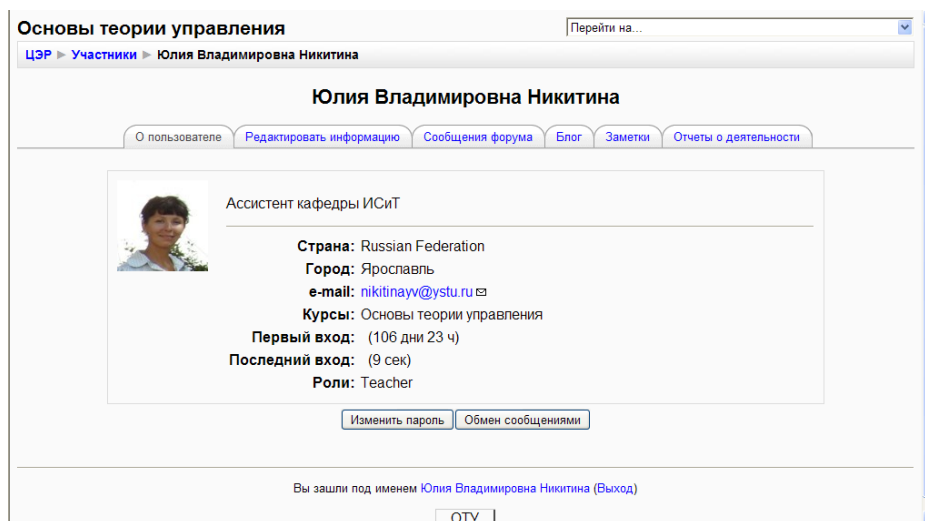 Основы теории управления
Перейти на...
ЦЭР ► Участники ► Юлия Владимировна Никитина
Юлия Владимировна Никитина
О пользователе Редактировать информацию Сообщения форума Блог Заметки Отчеты о деятельности
Ассистент кафедры ИСиТ
Страна: Russian Federation
Город: Ярославль
e-mail: nikitinayv@ystu.ru
Курсы: Основы теории управления
Первый вход: (106 дни 23 ч)
Последний вход: (9 сек)
Роли: Teacher
Изменить пароль Обмен сообщениями
Вы зашли под именем Юлия Владимировна Никитина (Выход)
ОТУ